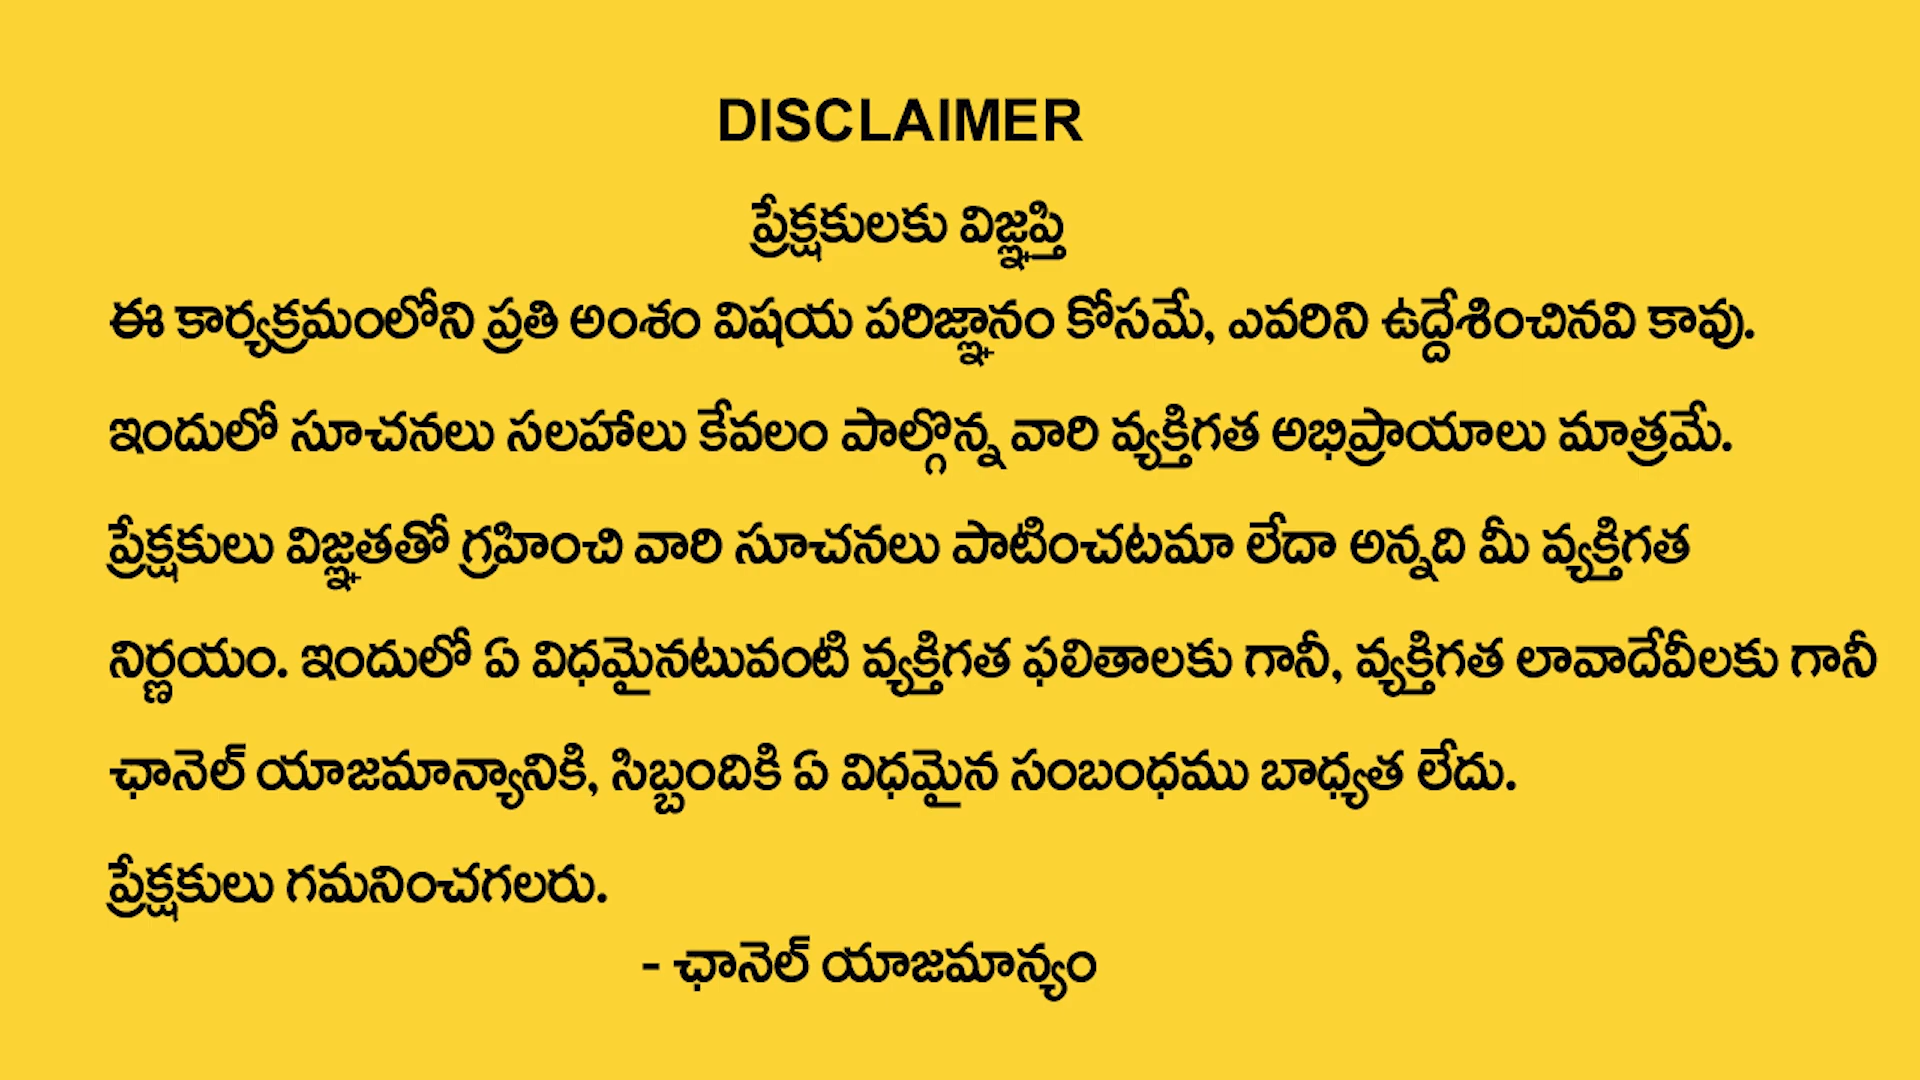 DISCLAIMER
ప్రేక్షకులకు విజ్ఞప్తి
ఈ కార్యక్రమంలోని ప్రతి అంశం విషయ పరిజ్ఞానం కోసమే, ఎవరిని ఉద్దేశించినవి కావు.
ఇందులో సూచనలు సలహాలు కేవలం పాల్గొన్న వారి వ్యక్తిగత అభిప్రాయాలు మాత్రమే.
ప్రేక్షకులు విజ్ఞతతో గ్రహించి వారి సూచనలు పాటించటమా లేదా అన్నది మీ వ్యక్తిగత
నిర్ణయం. ఇందులో ఏ విధమైనటువంటి వ్యక్తిగత ఫలితాలకు గానీ, వ్యక్తిగత లావాదేవీలకు గానీ
ఛానెల్ యాజమాన్యానికి, సిబ్బందికి ఏ విధమైన సంబంధము బాధ్యత లేదు.
ప్రేక్షకులు గమనించగలరు.
- ఛానెల్ యాజమాన్యం